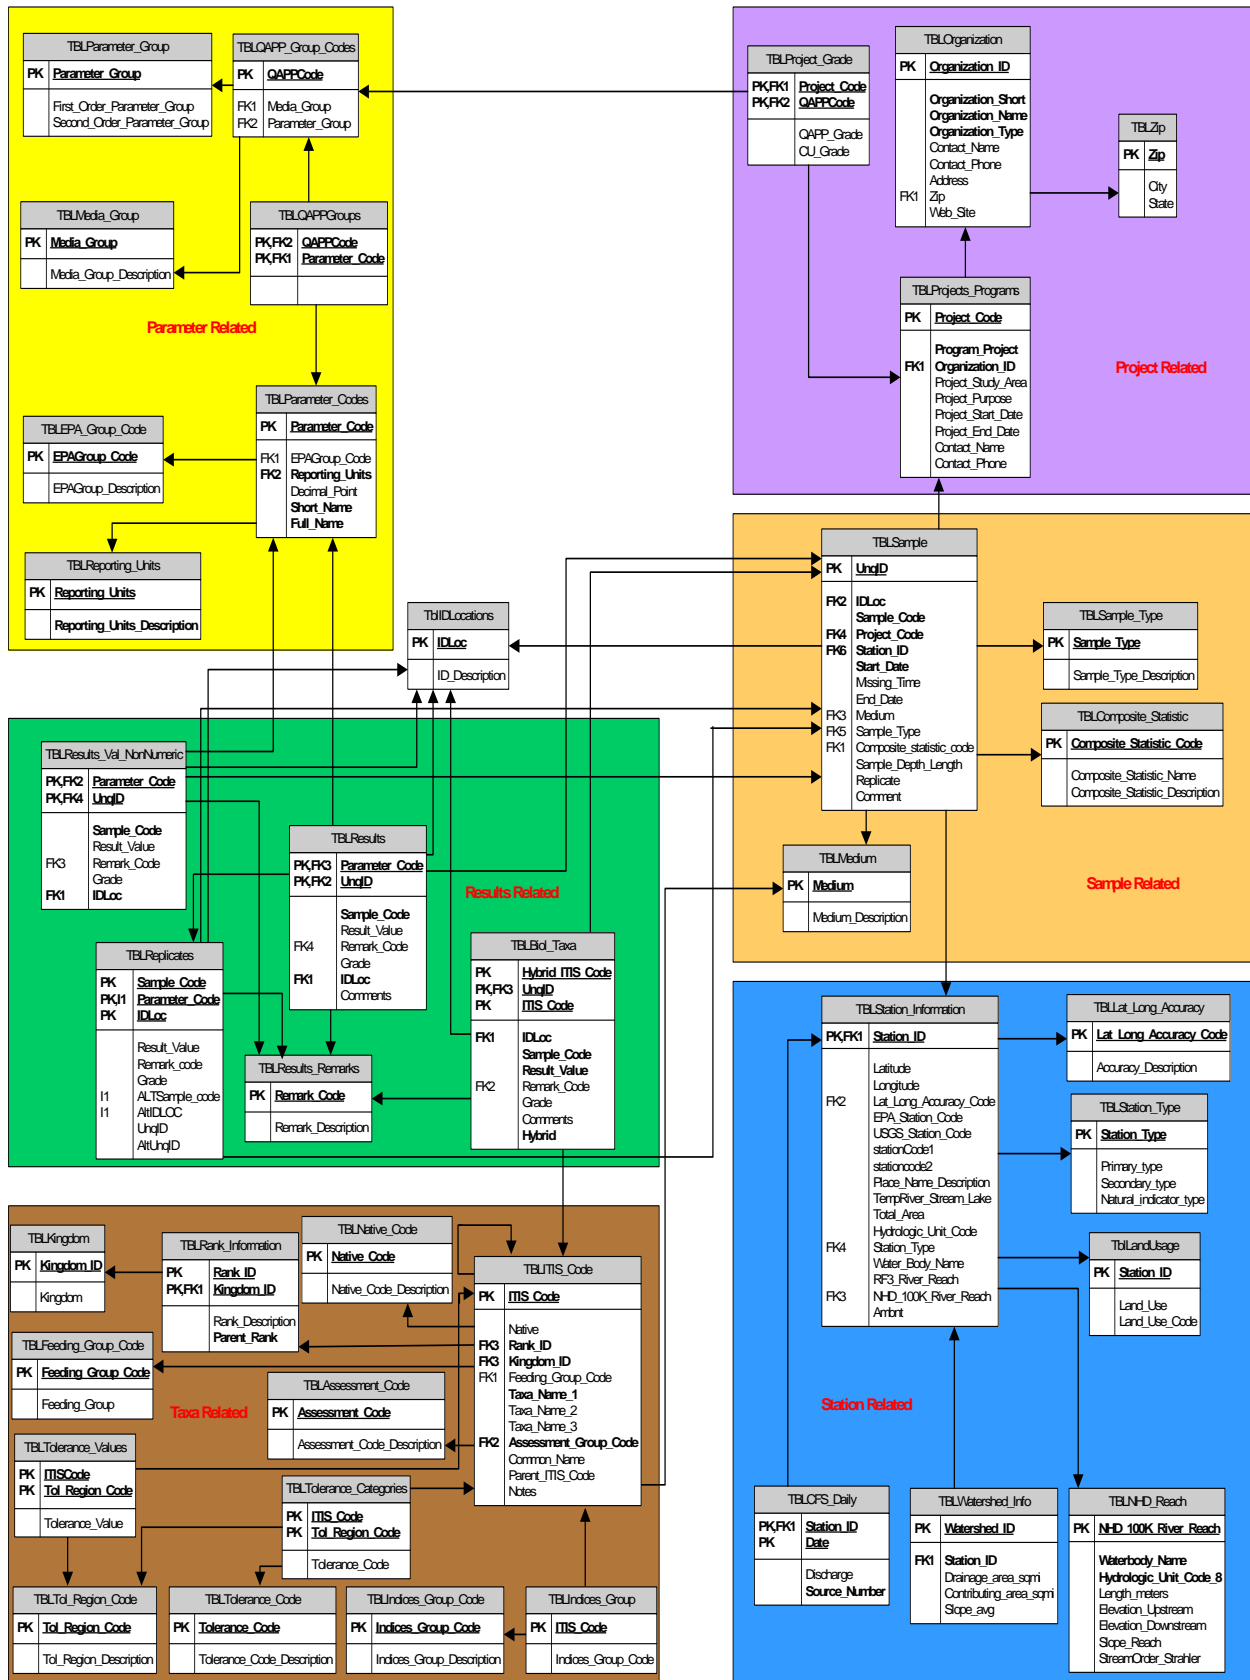 TBLParameter_Group
PK Parameter_Group
First_Order_Parameter_Group
Second_Order_Parameter_Group
TBLQAPP_Group_Codes
PK QAPPCode
FK1 Media_Group
FK2 Parameter_Group
TBLMedia_Group
PK Media_Group
Media_Group_Description
TBLQAPPGroups
PK,FK2 QAPPCode
PK,FK1 Parameter_Code
Parameter Related
TBLParameter_Codes
PK Parameter_Code
FK1 EPAGroup_Code
FK2 Reporting_Units
Decimal_Point
Short_Name
Full_Name
TBLEPA_Group_Code
PK EPAGroup_Code
EPAGroup_Description
TBLReporting_Units
PK Reporting_Units
Reporting_Units_Description
TBLProject_Grade
PK,FK1 Project_Code
PK,FK2 QAPPCode
QAPP_Grade
CU_Grade
TBLOrganization
PK Organization_ID
Organization_Short
Organization_Name
Organization_Type
Contact_Name
Contact_Phone
Address
FK1 Zip
Web_Site
TBLZip
PK Zip
City
State
TBLProjects_Programs
PK Project_Code
Program_Project
FK1 Organization_ID
Project_Study_Area
Project_Purpose
Project_Start_Date
Project_End_Date
Contact_Name
Contact_Phone
Project Related
TblIDLocations
PK IDLoc
ID_Description
TBLSample
PK UnqID
FK2 IDLoc
Sample_Code
FK4 Project_Code
FK6 Station_ID
Start_Date
Missing_Time
End_Date
FK3 Medium
FK5 Sample_Type
FK1 Composite_statistic_code
Sample_Depth_Length
Replicate
Comment
TBLSample_Type
PK Sample_Type
Sample_Type_Description
TBLComposite_Statistic
PK Composite_Statistic_Code
Composite_Statistic_Name
Composite_Statistic_Description
TBLMedium
PK Medium
Medium_Description
Sample Related
TBLResults_Val_NonNumeric
PK,FK2 Parameter_Code
PK,FK4 UnqID
Sample_Code
Result_Value
FK3 Remark_Code
Grade
FK1 IDLoc
TBLResults
PK,FK3 Parameter_Code
PK,FK2 UnqID
Sample_Code
Result_Value
FK4 Remark_Code
Grade
FK1 IDLoc
Comments
Results Related
TBLReplicates
PK Sample_Code
PK,I1 Parameter_Code
PK IDLoc
Result_Value
Remark_code
Grade
I1 ALTSample_code
I1 AltIDLOC
UnqID
AltUnqID
TBLBiol_Taxa
PK Hybrid_ITIS_Code
PK,FK3 UnqID
PK ITIS_Code
FK1 IDLoc
Sample_Code
Result_Value
FK2 Remark_Code
Grade
Comments
Hybrid
TBLResults_Remarks
PK Remark_Code
Remark_Description
TBLStation_Information
PK,FK1 Station_ID
Latitude
Longitude
FK2 Lat_Long_Accuracy_Code
EPA_Station_Code
USGS_Station_Code
stationCode1
stationcode2
Place_Name_Description
TempRiver_Stream_Lake
Total_Area
Hydrologic_Unit_Code
FK4 Station_Type
Water_Body_Name
RF3_River_Reach
FK3 NHD_100K_River_Reach
Ambnt
TBLLat_Long_Accuracy
PK Lat_Long_Accuracy_Code
Accuracy_Description
TBLStation_Type
PK Station_Type
Primary_type
Secondary_type
Natural_indicator_type
TblLandUsage
PK Station_ID
Land_Use
Land_Use_Code
Station Related
TBLCFS_Daily
PK,FK1 Station_ID
PK Date
Discharge
Source_Number
TBLWatershed_Info
PK Watershed_ID
FK1 Station_ID
Drainage_area_sqmi
Contributing_area_sqmi
Slope_avg
TBLNHD_Reach
PK NHD_100K_River_Reach
Waterbody_Name
Hydrologic_Unit_Code_8
Length_meters
Elevation_Upstream
Elevation_Downstream
Slope_Reach
StreamOrder_Strahler
TBLKingdom
PK Kingdom_ID
Kingdom
TBLRank_Information
PK Rank_ID
PK,FK1 Kingdom_ID
Rank_Description
Parent_Rank
TBLNative_Code
PK Native_Code
Native_Code_Description
TBLITIS_Code
PK ITIS_Code
Native
FK3 Rank_ID
FK3 Kingdom_ID
FK1 Feeding_Group_Code
Taxa_Name_1
Taxa_Name_2
Taxa_Name_3
FK2 Assessment_Group_Code
Common_Name
Parent_ITIS_Code
Notes
TBLFeeding_Group_Code
PK Feeding_Group_Code
Feeding_Group
TBLAssessment_Code
PK Assessment_Code
Assessment_Code_Description
Taxa Related
TBLTolerance_Values
PK ITISCode
PK Tol_Region_Code
Tolerance_Value
TBLTolerance_Categories
PK ITIS_Code
PK Tol_Region_Code
Tolerance_Code
TBLTol_Region_Code
PK Tol_Region_Code
Tol_Region_Description
TBLTolerance_Code
PK Tolerance_Code
Tolerance_Code_Description
TBLIndices_Group_Code
PK Indices_Group_Code
Indices_Group_Description
TBLIndices_Group
PK ITIS_Code
Indices_Group_Code